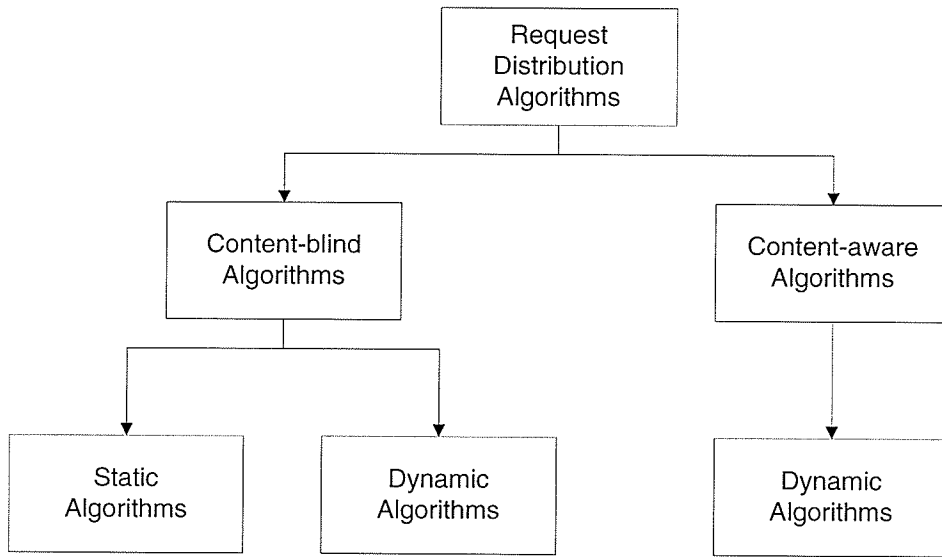 Request
Distribution
Algorithms
Content-blind
Algorithms
Content-aware
Algorithms
Static
Algorithms
Dynamic
Algorithms
Dynamic
Algorithms